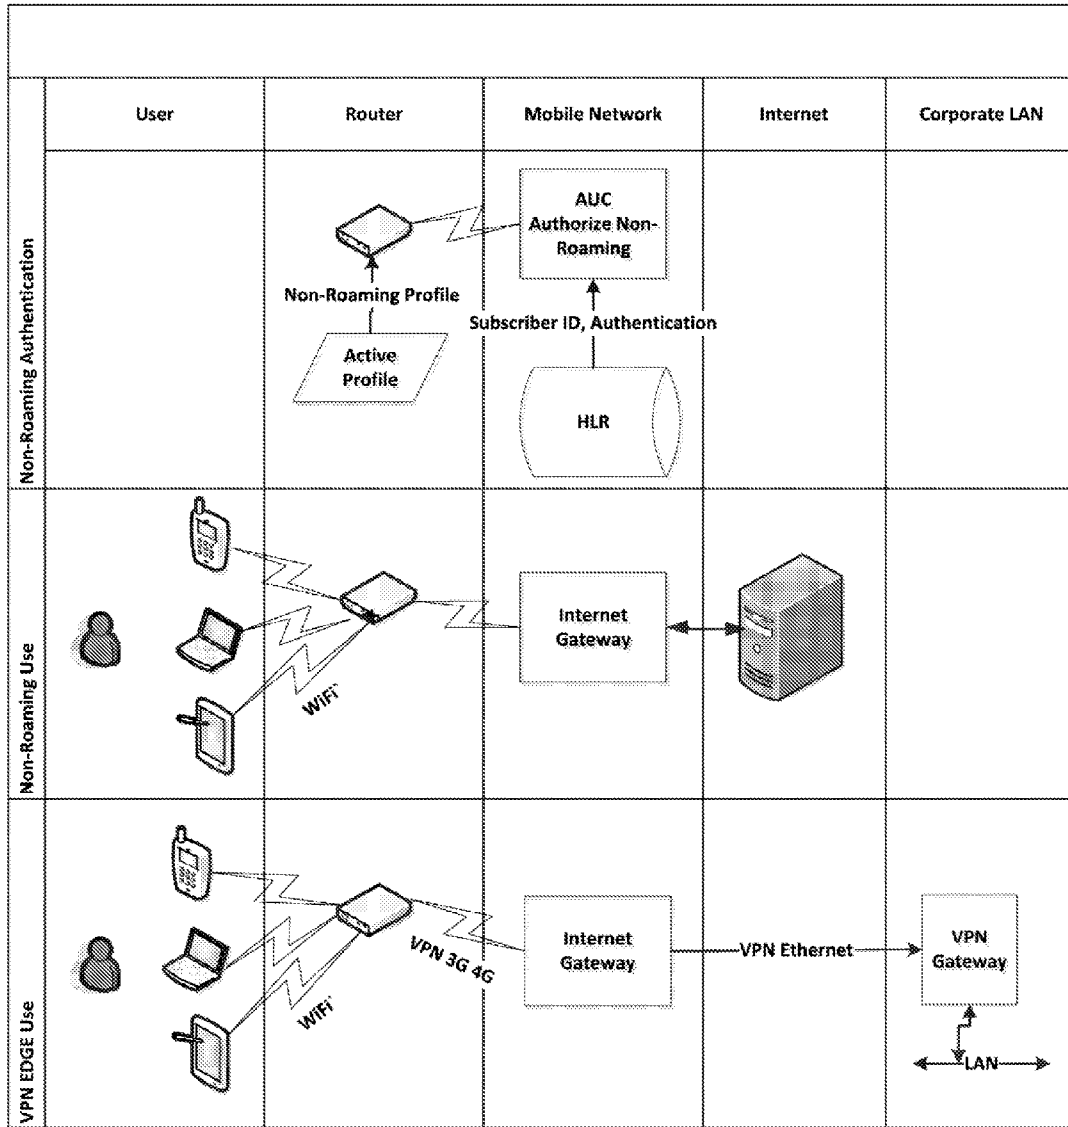 User
Router
Mobile Network
Internet
Corporate LAN
Non-Roaming Authentication
AUC
Authorize Non-
Roaming
Non-Roaming Profile
Subscriber ID, Authentication
Active
Profile
HLR
Non-Roaming Use
Internet
Gateway
WiFi
VPN EDGE Use
VPN 3G 4G
Internet
Gateway
VPN Ethernet
VPN
Gateway
WiFi
LAN